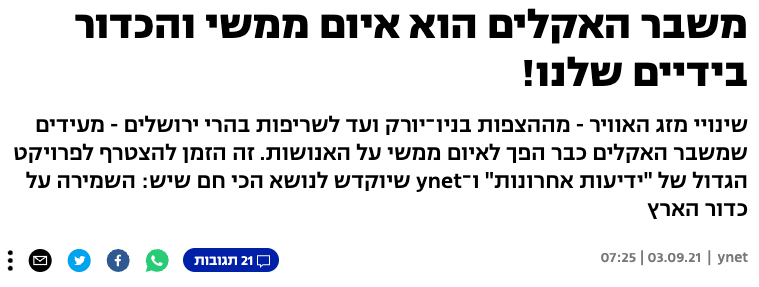 משבר האקלים הוא איום ממשי והכדור
בידיים שלנו!
שינויי מזג האוויר - מההצפות בניו־יורק ועד לשריפות בהרי ירושלים - מעידים
שמשבר האקלים כבר הפך לאיום ממשי על האנושות. זה הזמן להצטרף לפרויקט
הגדול של "ידיעות אחרונות" ו־ynet שיוקדש לנושא הכי חם שיש: השמירה על
כדור הארץ
ynet | 03.09.21 | 07:25
21 תגובות